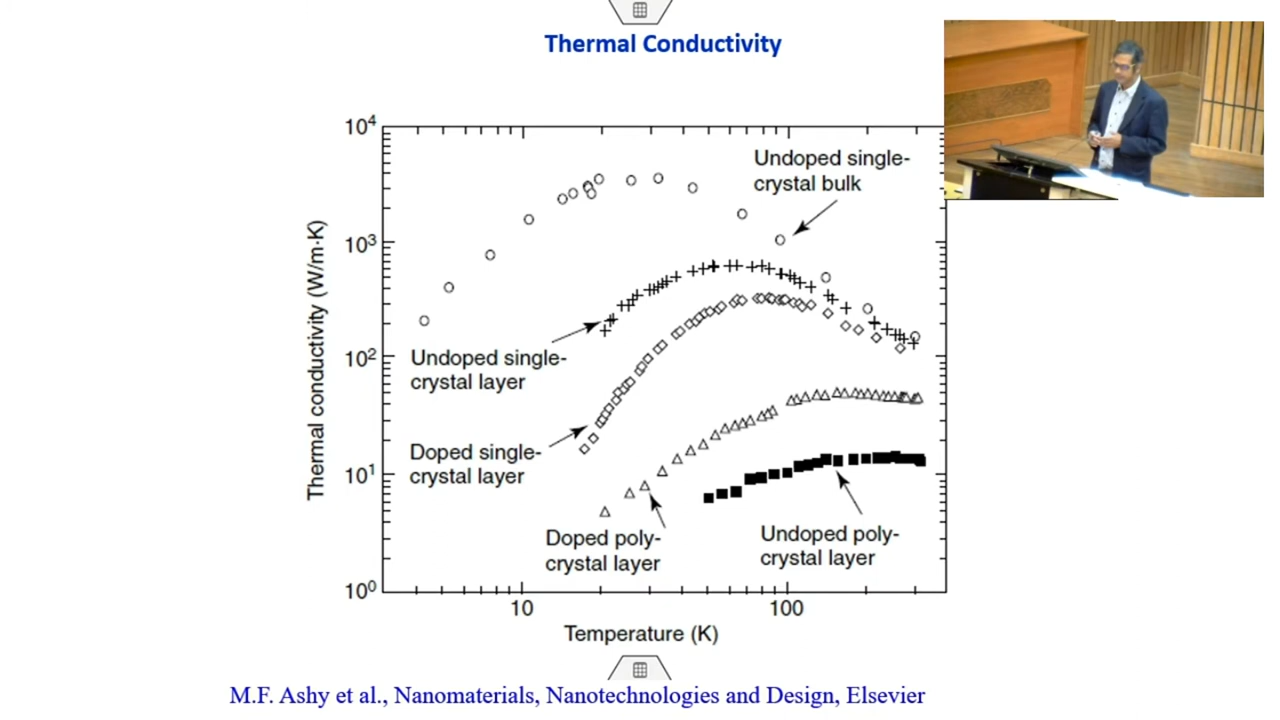 Thermal Conductivity
10⁴
Undoped single-
crystal bulk
10³
Thermal conductivity (W/m·K)
Undoped single-
crystal layer
10²
Doped single-
crystal layer
10¹
Doped poly-
crystal layer
Undoped poly-
crystal layer
10⁰
10
100
Temperature (K)
M.F. Ashy et al., Nanomaterials, Nanotechnologies and Design, Elsevier